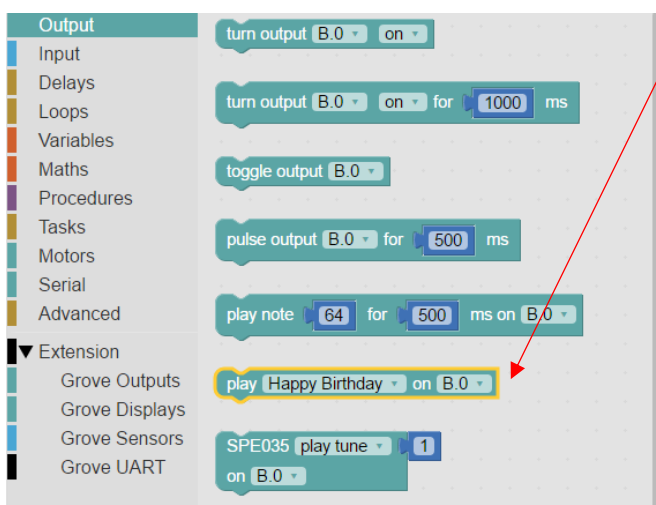 Output
Input
Delays
Loops
Variables
Maths
Procedures
Tasks
Motors
Serial
Advanced
Extension
Grove Outputs
Grove Displays
Grove Sensors
Grove UART
turn output B.0 on
turn output B.0 on for 1000 ms
toggle output B.0
pulse output B.0 for 500 ms
play note 64 for 500 ms on B.0
play Happy Birthday on B.0
SPE035 play tune 1
on B.0